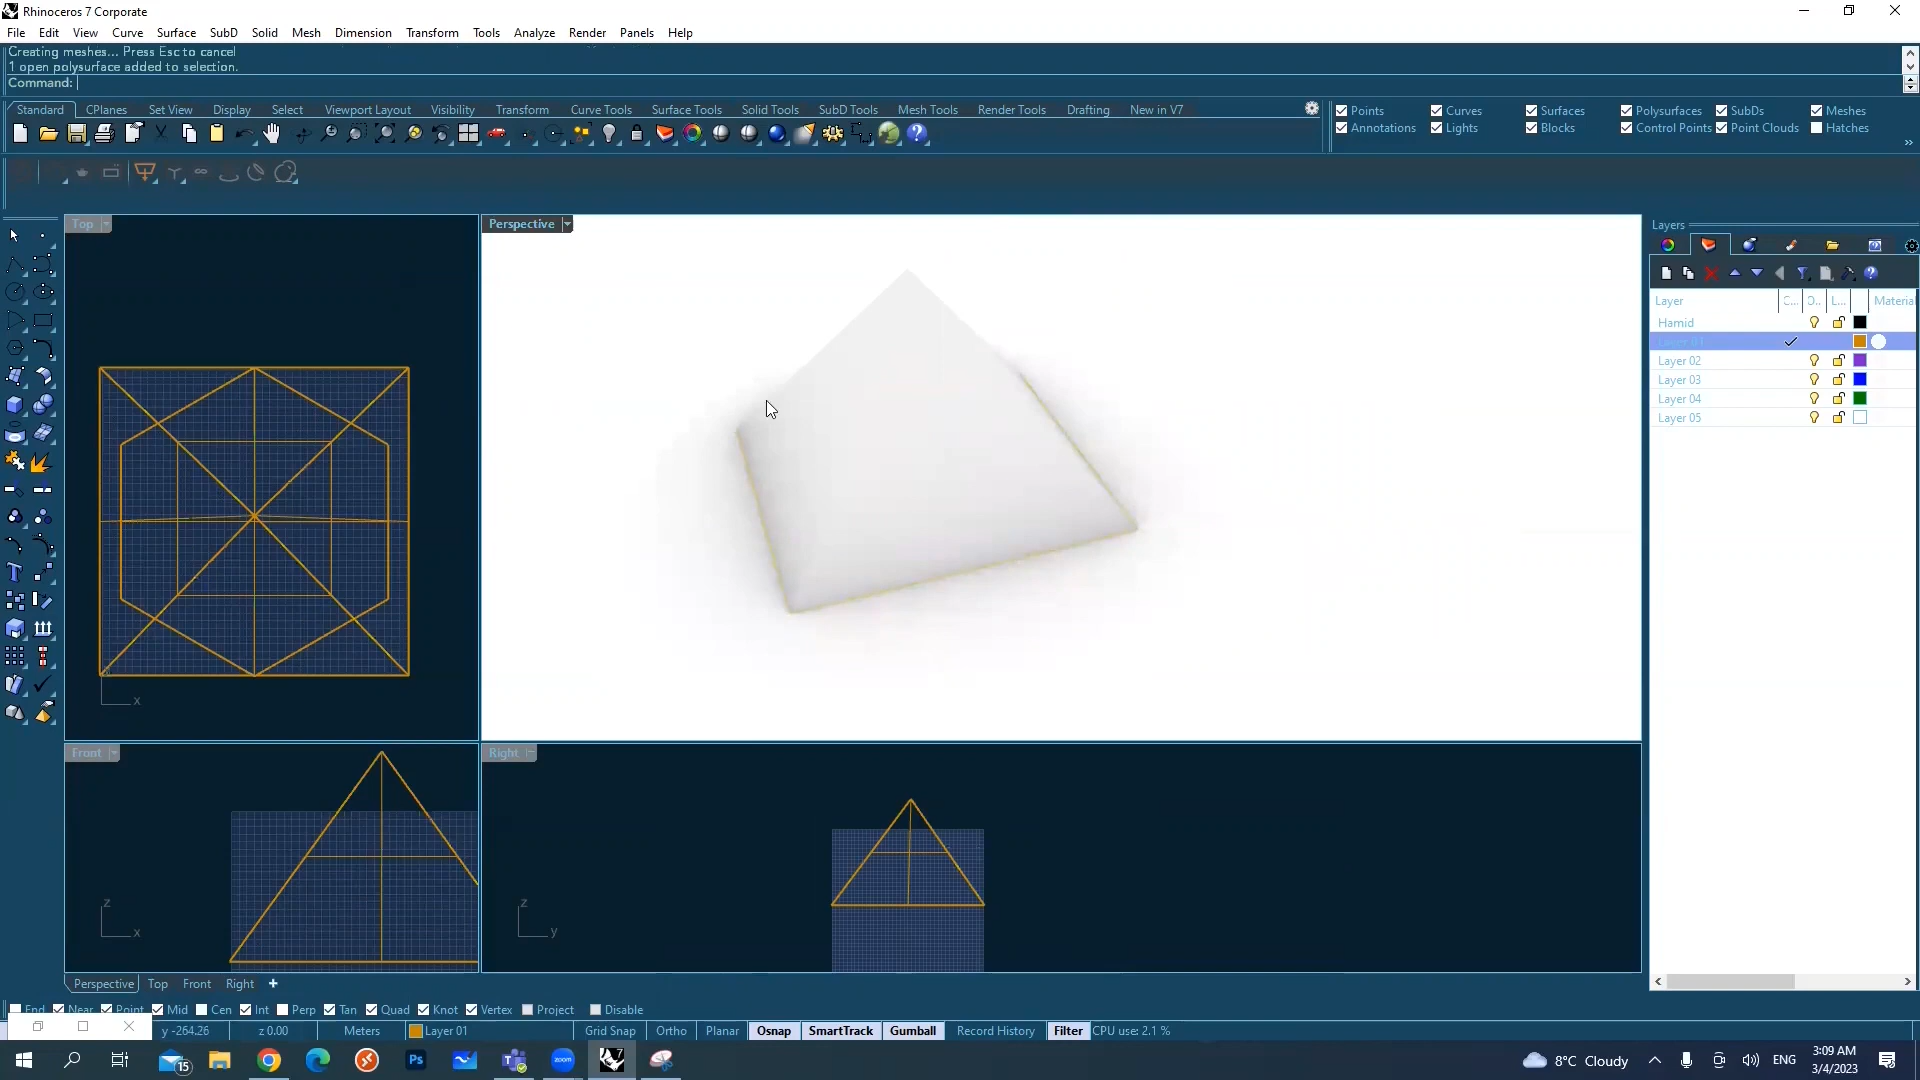 Rhinoceros 7 Corporate
File Edit View Curve Surface SubD Solid Mesh Dimension Transform Tools Analyze Render Panels Help
Creating meshes... Press Esc to cancel
1 open polysurface added to selection.
Command:
Standard CPlanes Set View Display Select Viewport Layout Visibility Transform Curve Tools Surface Tools Solid Tools SubD Tools Mesh Tools Render Tools Drafting New in V7
Points Curves Surfaces Polysurfaces SubDs Meshes
Annotations Lights Blocks Control Points Point Clouds Hatches
Top
Perspective
Layers
Layer C... O.. L... Material
Hamid
Layer 01
Layer 02
Layer 03
Layer 04
Layer 05
x
Front
Right
z
x
z
y
Perspective Top Front Right
End Near Point Mid Cen Int Perp Tan Quad Knot Vertex Project Disable
y -264.26 z 0.00 Meters Layer 01 Grid Snap Ortho Planar Osnap SmartTrack Gumball Record History Filter CPU use: 2.1 %
15
Ps
zoom
7
8°C Cloudy
ENG
3:09 AM
3/4/2023